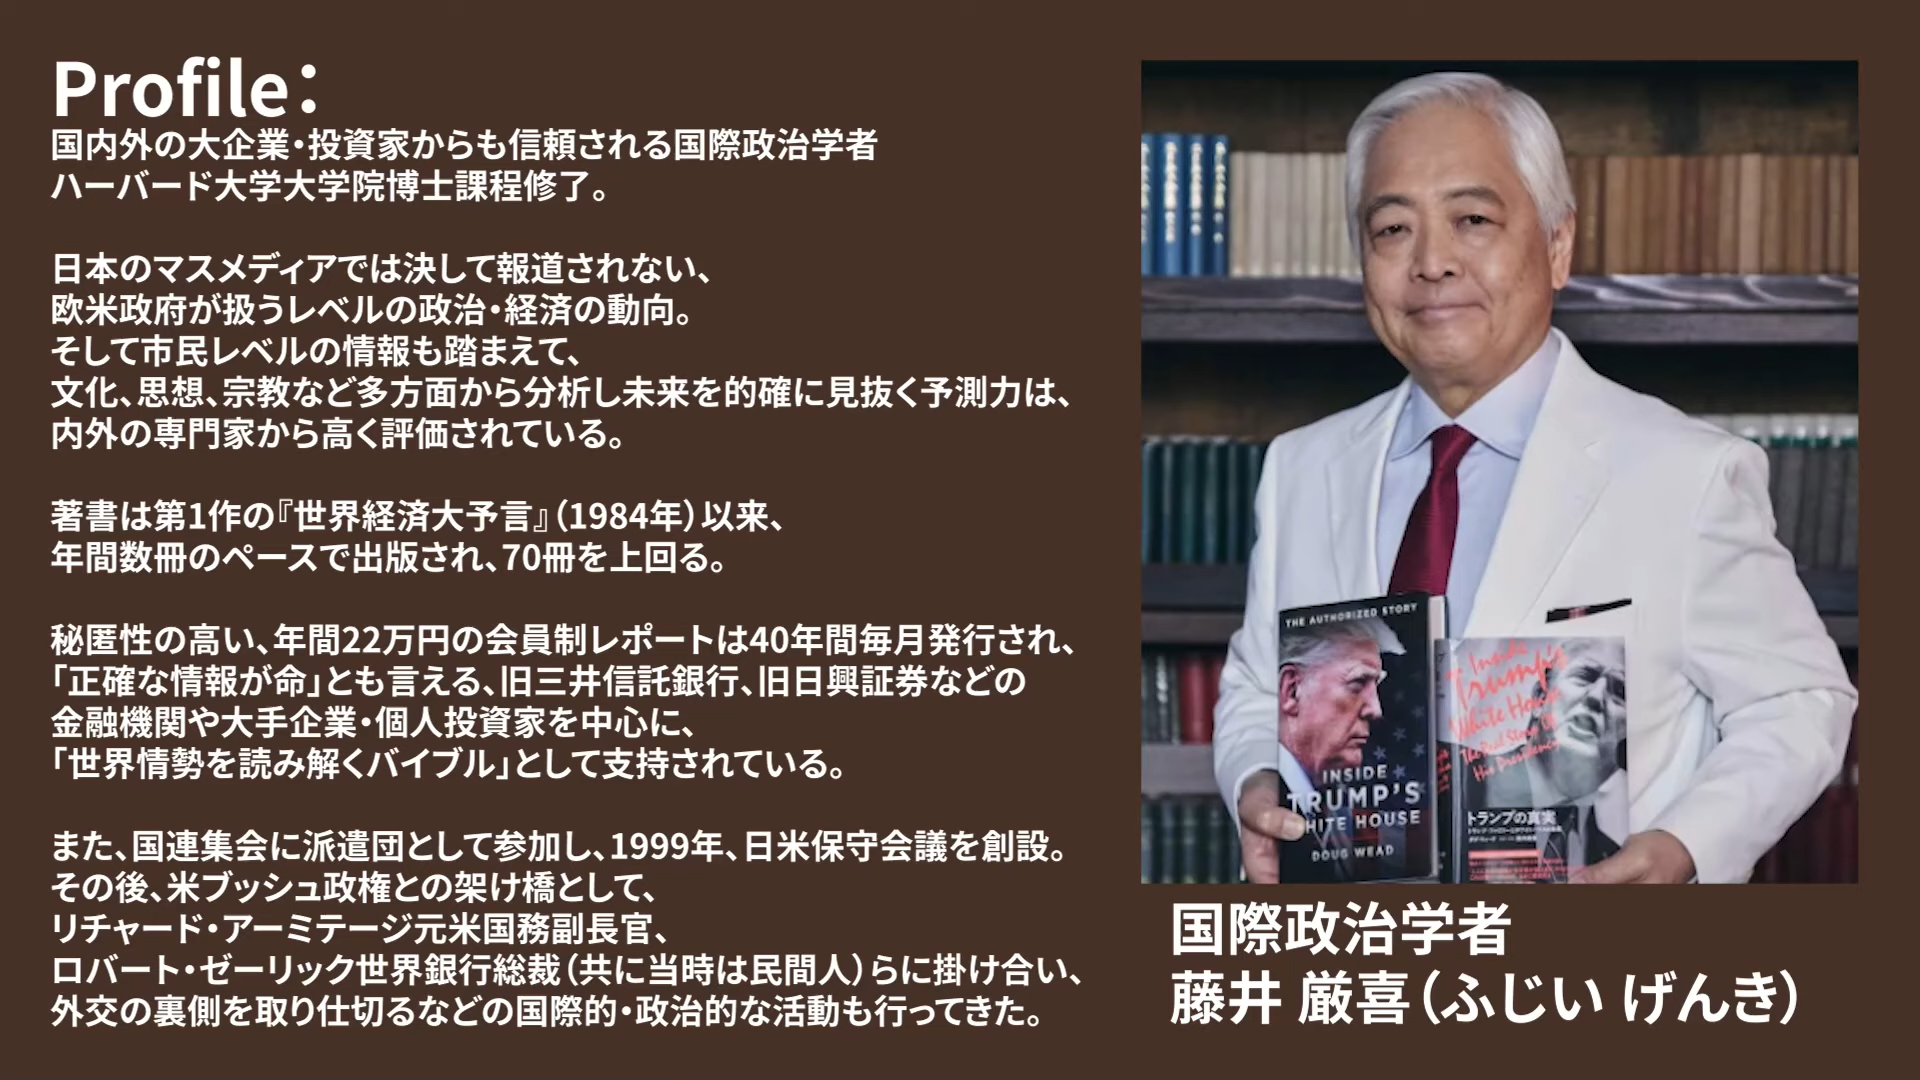 Profile：
国内外の大企業・投資家からも信頼される国際政治学者
ハーバード大学大学院博士課程修了。
日本のマスメディアでは決して報道されない、
欧米政府が扱うレベルの政治・経済の動向。
そして市民レベルの情報も踏まえて、
文化、思想、宗教など多方面から分析し未来を的確に見抜く予測力は、
内外の専門家から高く評価されている。
著書は第1作の『世界経済大予言』（1984年）以来、
年間数冊のペースで出版され、70冊を上回る。
秘匿性の高い、年間22万円の会員制レポートは40年間毎月発行され、
「正確な情報が命」とも言える、旧三井信託銀行、旧日興証券などの
金融機関や大手企業・個人投資家を中心に、
「世界情勢を読み解くバイブル」として支持されている。
また、国連集会に派遣団として参加し、1999年、日米保守会議を創設。
その後、米ブッシュ政権との架け橋として、
リチャード・アーミテージ元米国務副長官、
ロバート・ゼーリック世界銀行総裁（共に当時は民間人）らに掛け合い、
外交の裏側を取り仕切るなどの国際的・政治的な活動も行ってきた。
THE AUTHORIZED STORY
INSIDE
TRUMP'S
WHITE HOUSE
DOUG WEAD
Inside
Trump's
White House
The Real Story of
His Presidency
トランプの真実
国際政治学者
藤井 厳喜（ふじい げんき）